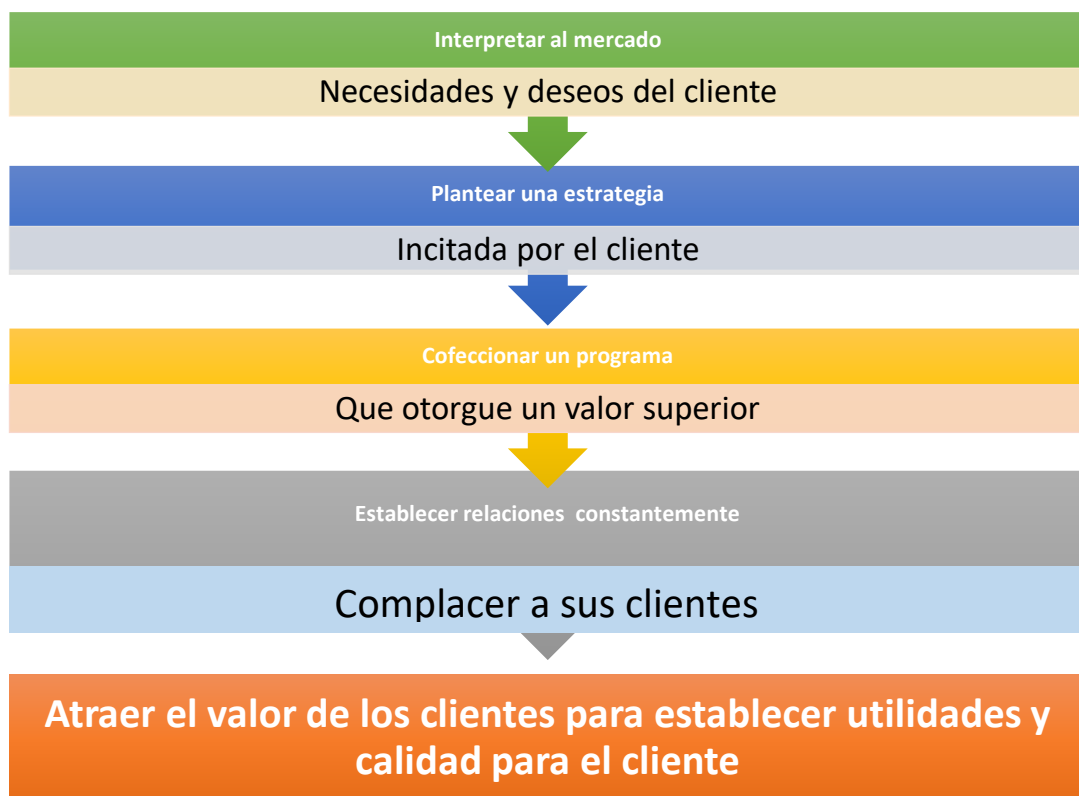 Interpretar al mercado
Necesidades y deseos del cliente
Plantear una estrategia
Incitada por el cliente
Cofeccionar un programa
Que otorgue un valor superior
Establecer relaciones  constantemente
Complacer a sus clientes
Atraer el valor de los clientes para establecer utilidades y
calidad para el cliente